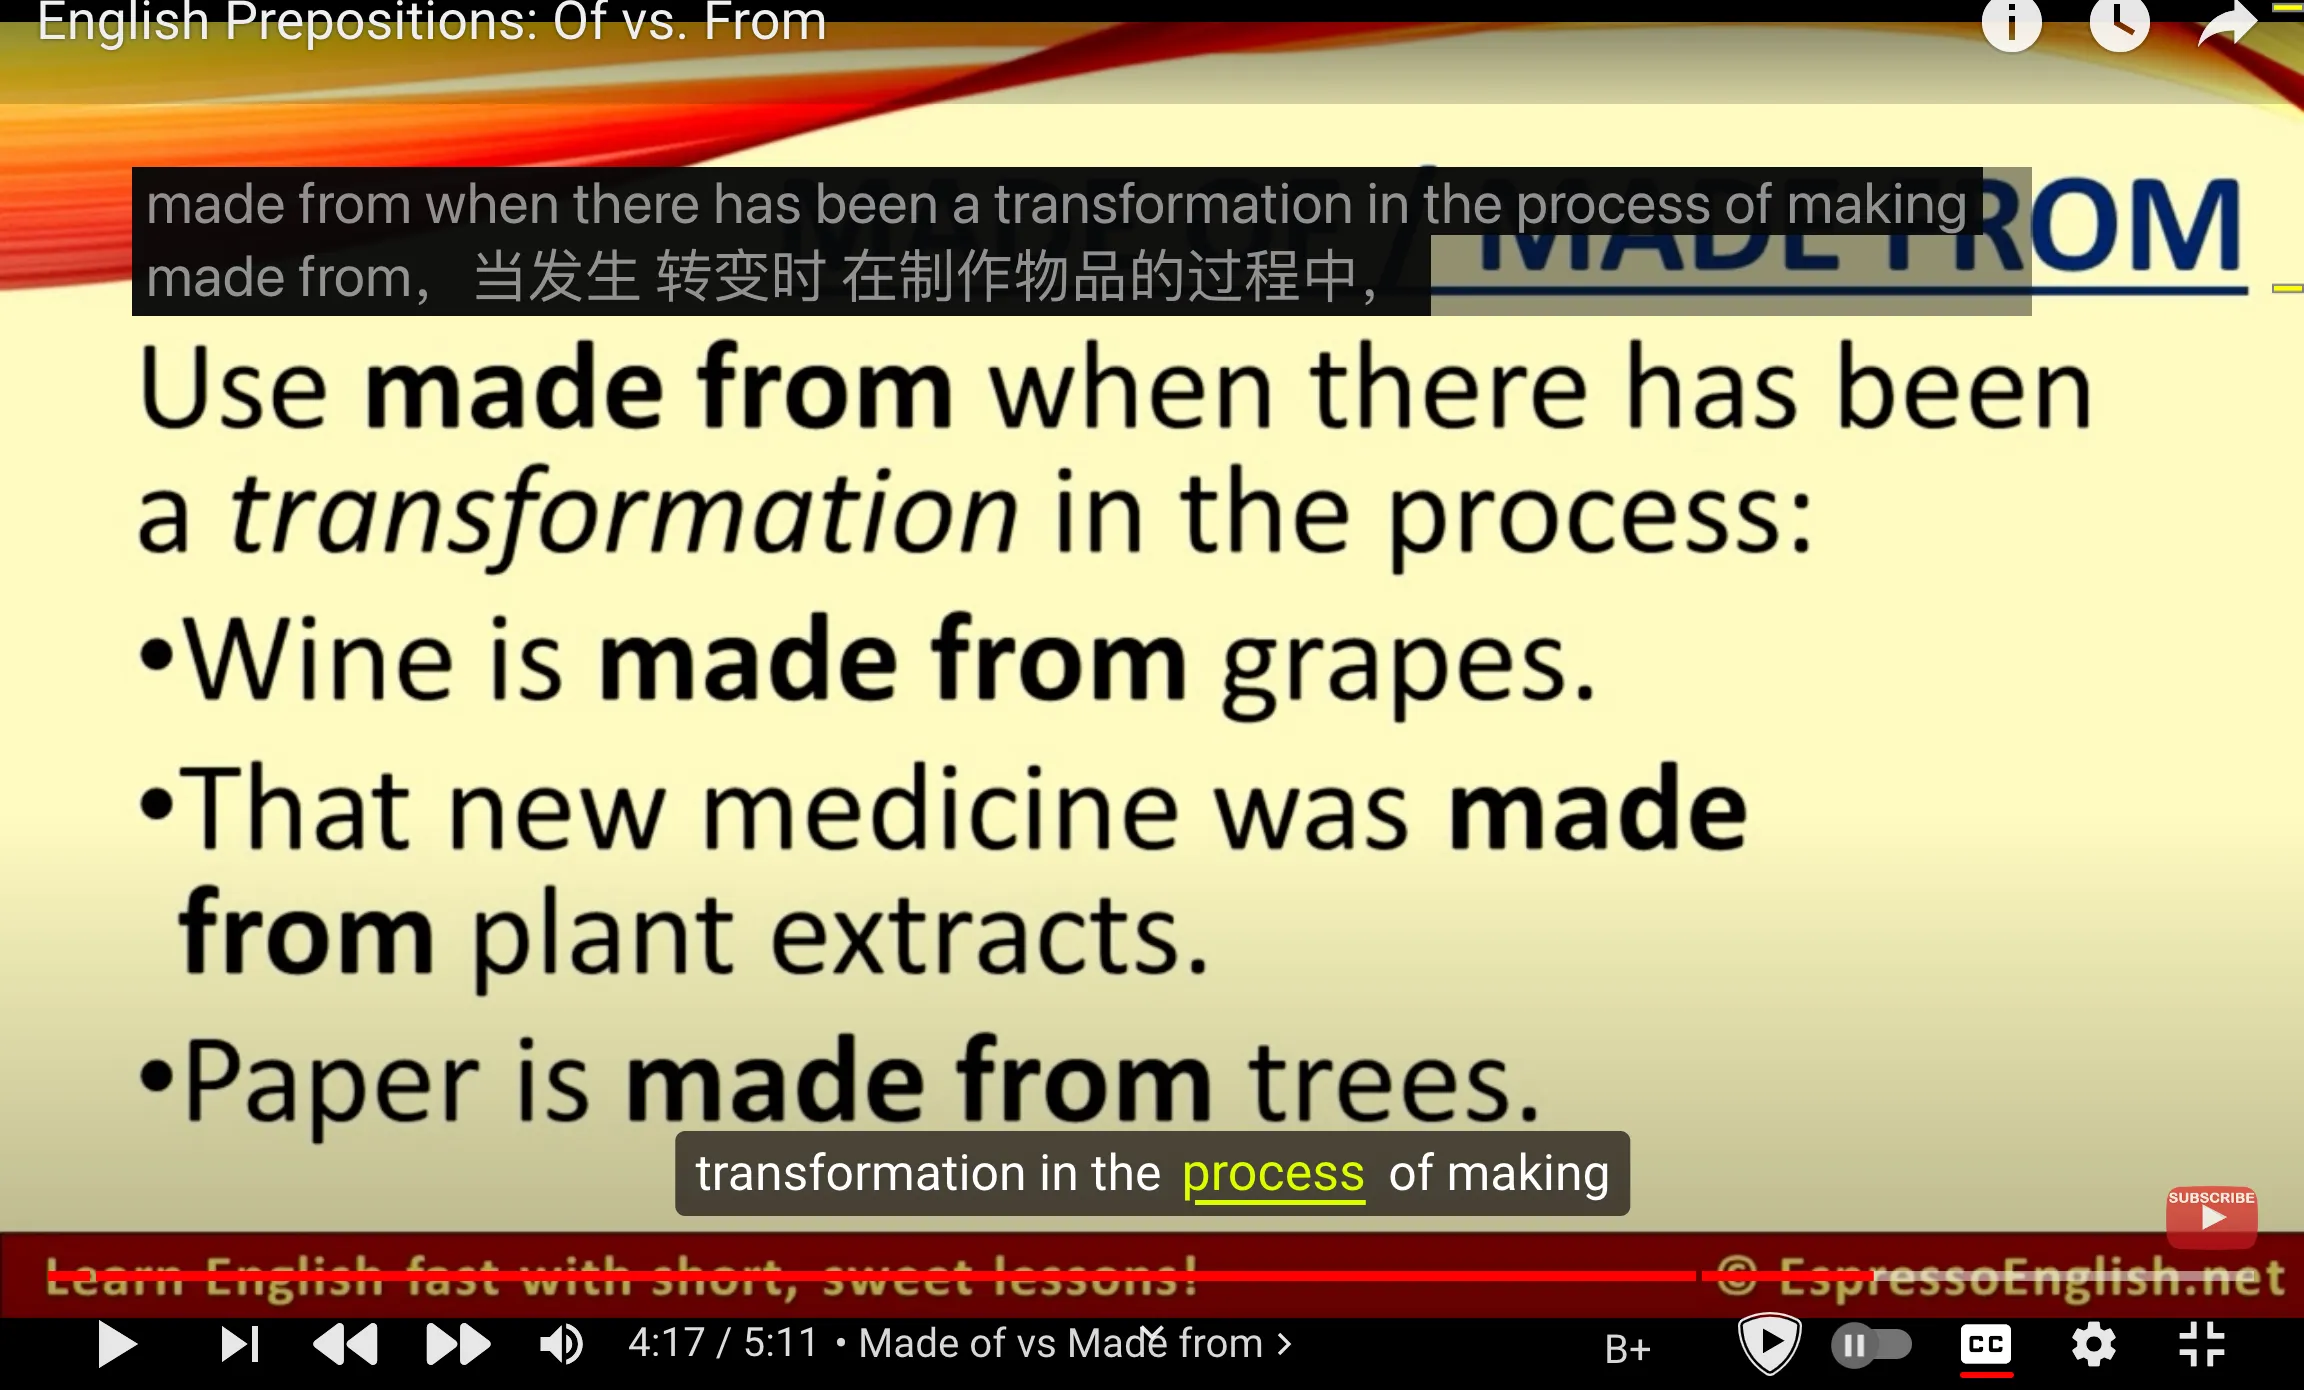 English Prepositions: Of vs. From
MADE OF / MADE FROM
made from when there has been a transformation in the process of making
made from， 当发生 转变时 在制作物品的过程中，
Use made from when there has been
a transformation in the process:
•Wine is made from grapes.
•That new medicine was made
from plant extracts.
•Paper is made from trees.
transformation in the process of making
SUBSCRIBE
Learn English fast with short, sweet lessons!
© EspressoEnglish.net
4:17 / 5:11 • Made of vs Made from
B+
CC